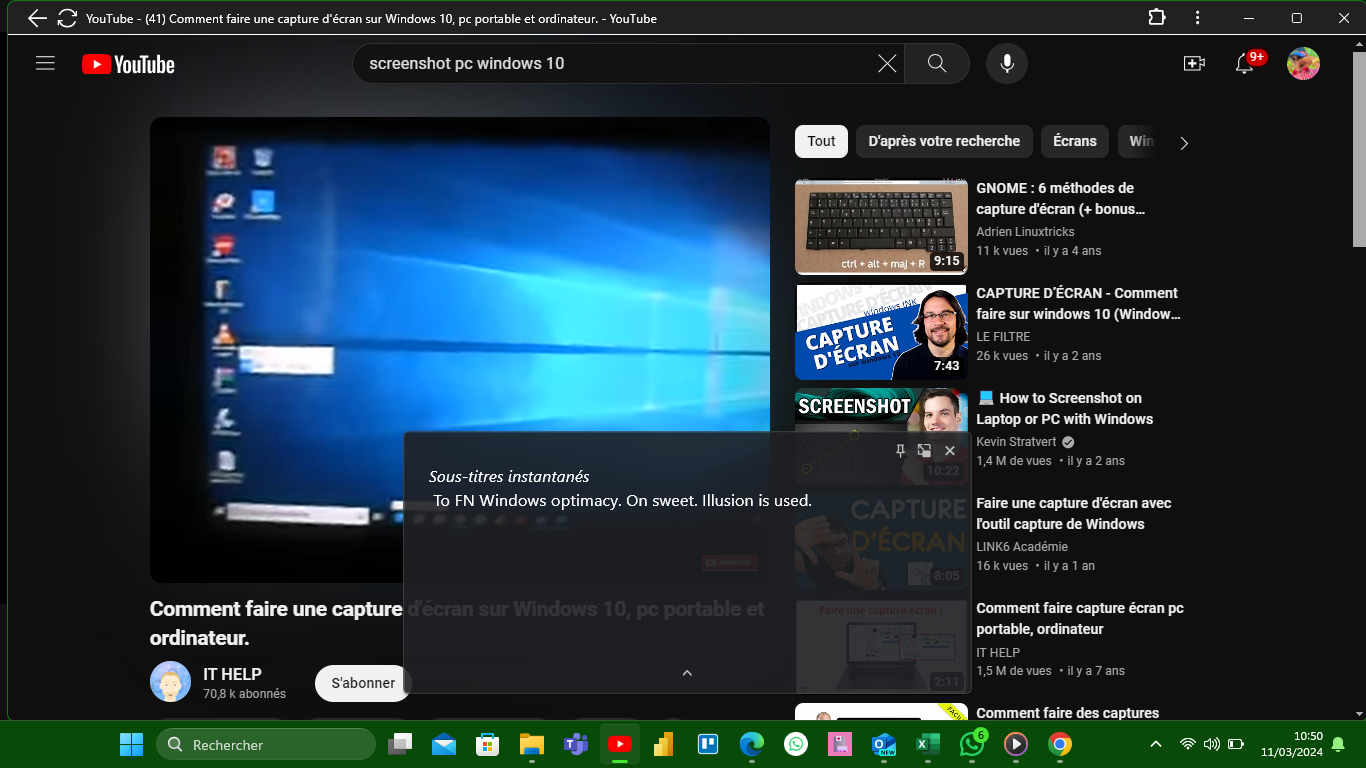 YouTube - (41) Comment faire une capture d'écran sur Windows 10, pc portable et ordinateur. - YouTube
YouTube
screenshot pc windows 10
9+
Tout
D'après votre recherche
Écrans
Win
GNOME : 6 méthodes de
capture d'écran (+ bonus…
Adrien Linuxtricks
11 k vues • il y a 4 ans
ctrl + alt + maj + R
9:15
CAPTURE D'ÉCRAN - Comment
faire sur windows 10 (Window…
LE FILTRE
26 k vues • il y a 2 ans
windows INK
CAPTURE
D'ÉCRAN
7:43
How to Screenshot on
Laptop or PC with Windows
Kevin Stratvert
1,4 M de vues • il y a 2 ans
SCREENSHOT
10:22
Sous-titres instantanés
To FN Windows optimacy. On sweet. Illusion is used.
Faire une capture d'écran avec
l'outil capture de Windows
LINK6 Académie
16 k vues • il y a 1 an
CAPTURE
D'ÉCRAN
8:05
Comment faire capture écran pc
portable, ordinateur
IT HELP
1,5 M de vues • il y a 7 ans
Faire une capture écran !
2:11
Comment faire des captures
FACILE
Comment faire une capture d'écran sur Windows 10, pc portable et
ordinateur.
IT HELP
70,8 k abonnés
S'abonner
Rechercher
NEW
6
10:50
11/03/2024